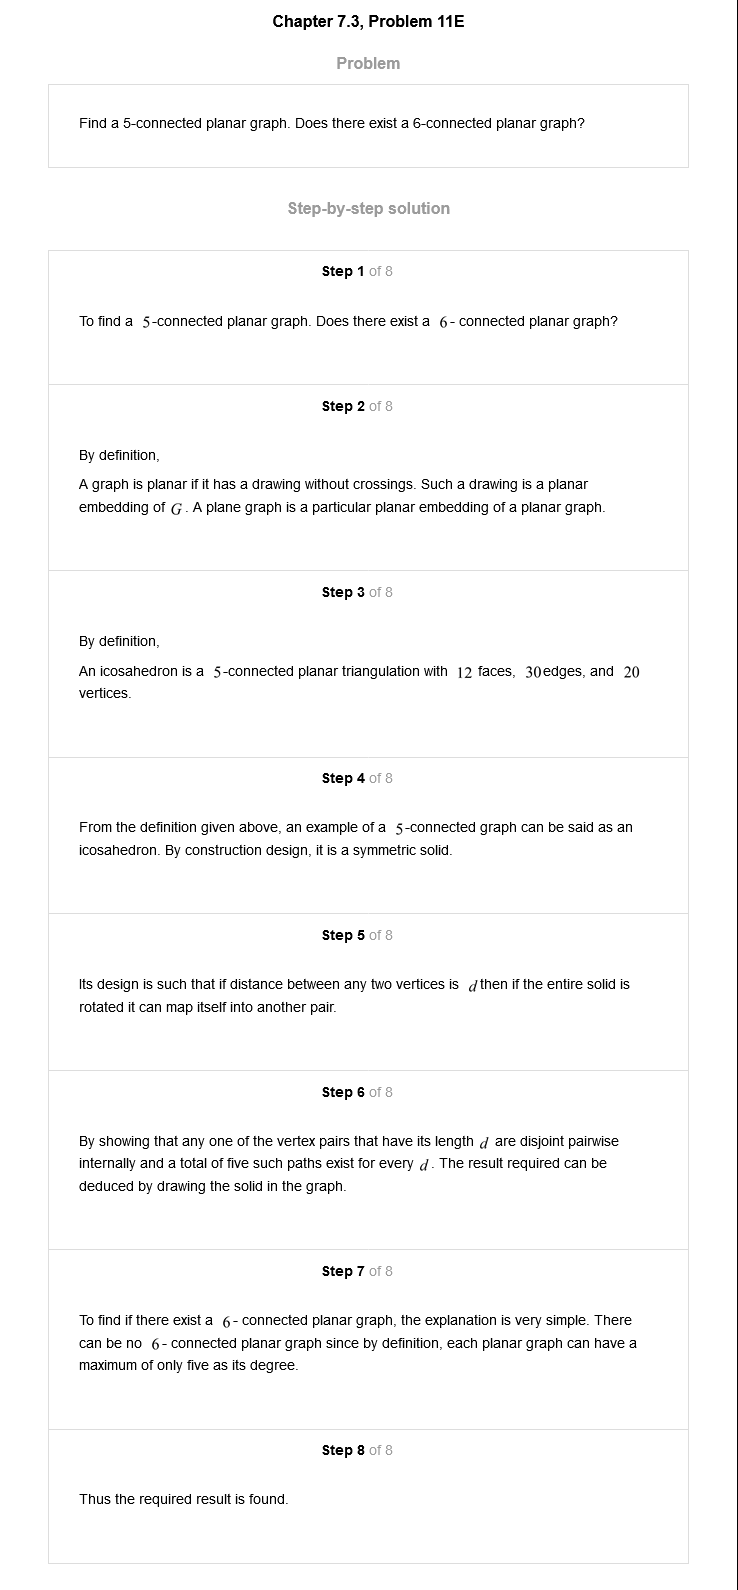 Chapter 7.3, Problem 11E
Problem
Find a 5-connected planar graph. Does there exist a 6-connected planar graph?
Step-by-step solution
Step 1 of 8
To find a 5-connected planar graph. Does there exist a 6- connected planar graph?
Step 2 of 8
By definition,
A graph is planar if it has a drawing without crossings. Such a drawing is a planar
embedding of G. A plane graph is a particular planar embedding of a planar graph.
Step 3 of 8
By definition,
An icosahedron is a 5-connected planar triangulation with 12 faces, 30edges, and 20
vertices.
Step 4 of 8
From the definition given above, an example of a 5-connected graph can be said as an
icosahedron. By construction design, it is a symmetric solid.
Step 5 of 8
Its design is such that if distance between any two vertices is d then if the entire solid is
rotated it can map itself into another pair.
Step 6 of 8
By showing that any one of the vertex pairs that have its length d are disjoint pairwise
internally and a total of five such paths exist for every d. The result required can be
deduced by drawing the solid in the graph.
Step 7 of 8
To find if there exist a 6- connected planar graph, the explanation is very simple. There
can be no 6- connected planar graph since by definition, each planar graph can have a
maximum of only five as its degree.
Step 8 of 8
Thus the required result is found.